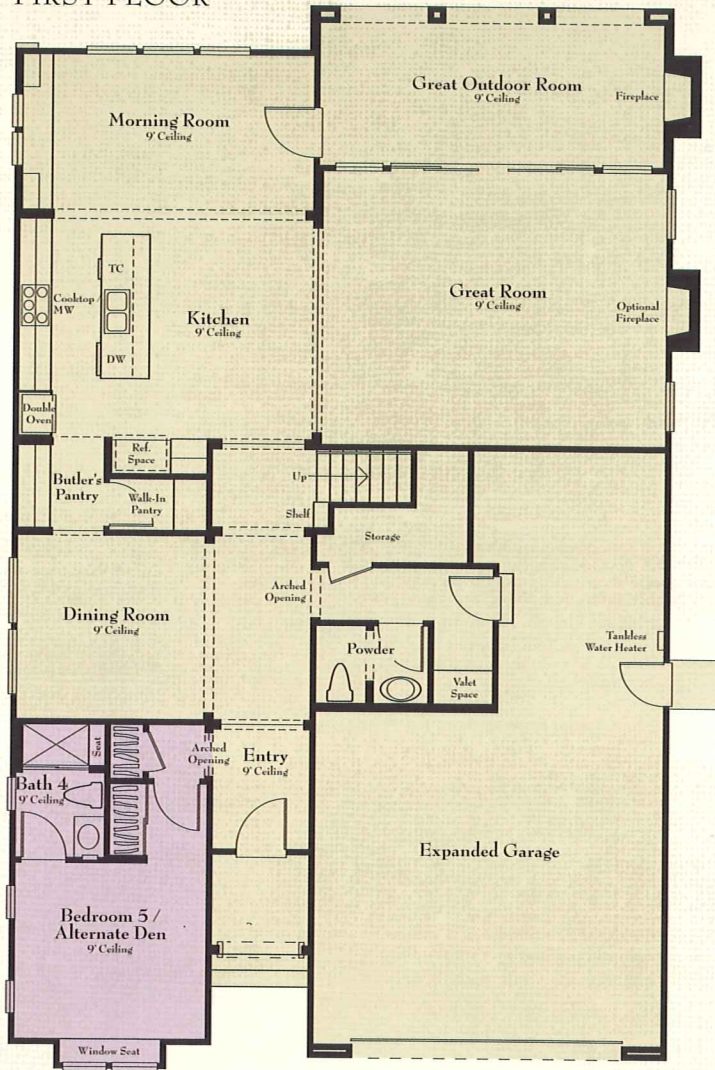 FIRST FLOOR
Great Outdoor Room
9' Ceiling
Fireplace
Morning Room
9' Ceiling
Great Room
9' Ceiling
Optional
Fireplace
TC
Cooktop /
MW
Kitchen
9' Ceiling
DW
Double
Oven
Ref.
Space
Butler's
Pantry
Walk-In
Pantry
Up
Shelf
Storage
Arched
Opening
Dining Room
9' Ceiling
Powder
Valet
Space
Tankless
Water Heater
Seat
Bath 4
9' Ceiling
Arched
Opening
Entry
9' Ceiling
Expanded Garage
Bedroom 5 /
Alternate Den
9' Ceiling
Window Seat